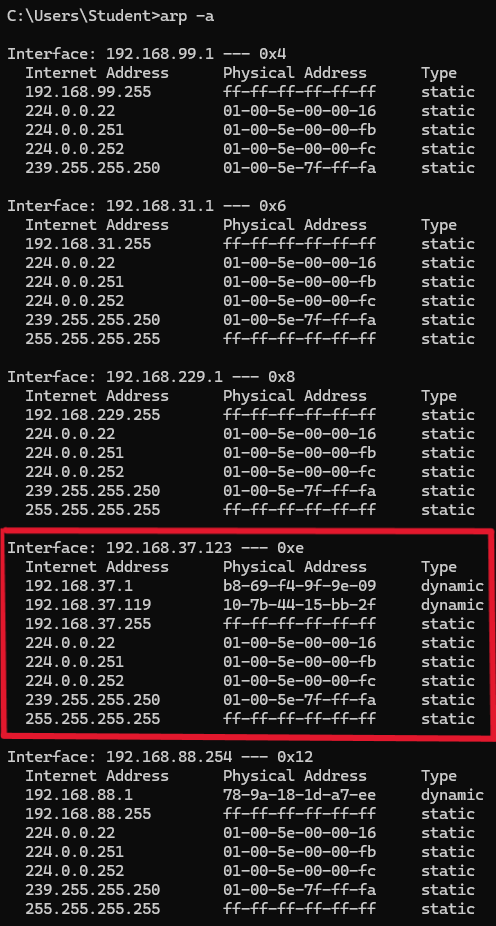 C:\Users\Student>arp -a
Interface: 192.168.99.1 --- 0x4
Internet Address Physical Address Type
192.168.99.255 ff-ff-ff-ff-ff-ff static
224.0.0.22 01-00-5e-00-00-16 static
224.0.0.251 01-00-5e-00-00-fb static
224.0.0.252 01-00-5e-00-00-fc static
239.255.255.250 01-00-5e-7f-ff-fa static
Interface: 192.168.31.1 --- 0x6
Internet Address Physical Address Type
192.168.31.255 ff-ff-ff-ff-ff-ff static
224.0.0.22 01-00-5e-00-00-16 static
224.0.0.251 01-00-5e-00-00-fb static
224.0.0.252 01-00-5e-00-00-fc static
239.255.255.250 01-00-5e-7f-ff-fa static
255.255.255.255 ff-ff-ff-ff-ff-ff static
Interface: 192.168.229.1 --- 0x8
Internet Address Physical Address Type
192.168.229.255 ff-ff-ff-ff-ff-ff static
224.0.0.22 01-00-5e-00-00-16 static
224.0.0.251 01-00-5e-00-00-fb static
224.0.0.252 01-00-5e-00-00-fc static
239.255.255.250 01-00-5e-7f-ff-fa static
255.255.255.255 ff-ff-ff-ff-ff-ff static
Interface: 192.168.37.123 --- 0xe
Internet Address Physical Address Type
192.168.37.1 b8-69-f4-9f-9e-09 dynamic
192.168.37.119 10-7b-44-15-bb-2f dynamic
192.168.37.255 ff-ff-ff-ff-ff-ff static
224.0.0.22 01-00-5e-00-00-16 static
224.0.0.251 01-00-5e-00-00-fb static
224.0.0.252 01-00-5e-00-00-fc static
239.255.255.250 01-00-5e-7f-ff-fa static
255.255.255.255 ff-ff-ff-ff-ff-ff static
Interface: 192.168.88.254 --- 0x12
Internet Address Physical Address Type
192.168.88.1 78-9a-18-1d-a7-ee dynamic
192.168.88.255 ff-ff-ff-ff-ff-ff static
224.0.0.22 01-00-5e-00-00-16 static
224.0.0.251 01-00-5e-00-00-fb static
224.0.0.252 01-00-5e-00-00-fc static
239.255.255.250 01-00-5e-7f-ff-fa static
255.255.255.255 ff-ff-ff-ff-ff-ff static